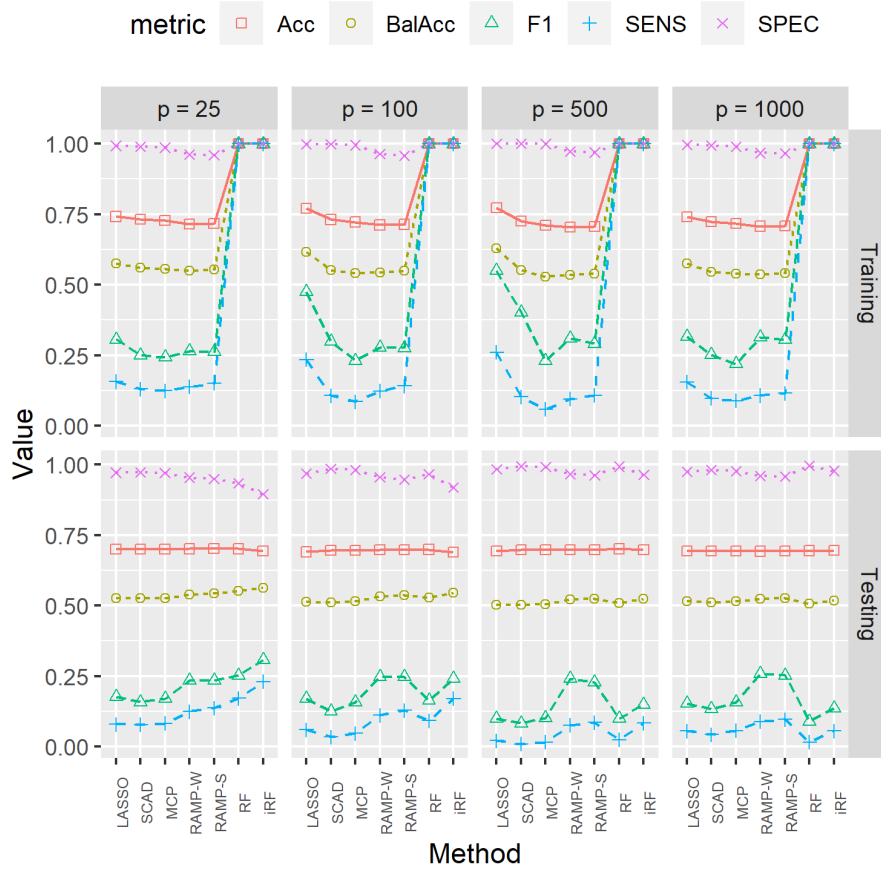 metric Acc BalAcc F1 SENS SPEC
p = 25 p = 100 p = 500 p = 1000
1.00
0.75
0.50
0.25
0.00
Training
1.00
0.75
0.50
0.25
0.00
Testing
Value
LASSO SCAD MCP RAMP-W RAMP-S RF iRF LASSO SCAD MCP RAMP-W RAMP-S RF iRF LASSO SCAD MCP RAMP-W RAMP-S RF iRF LASSO SCAD MCP RAMP-W RAMP-S RF iRF
Method